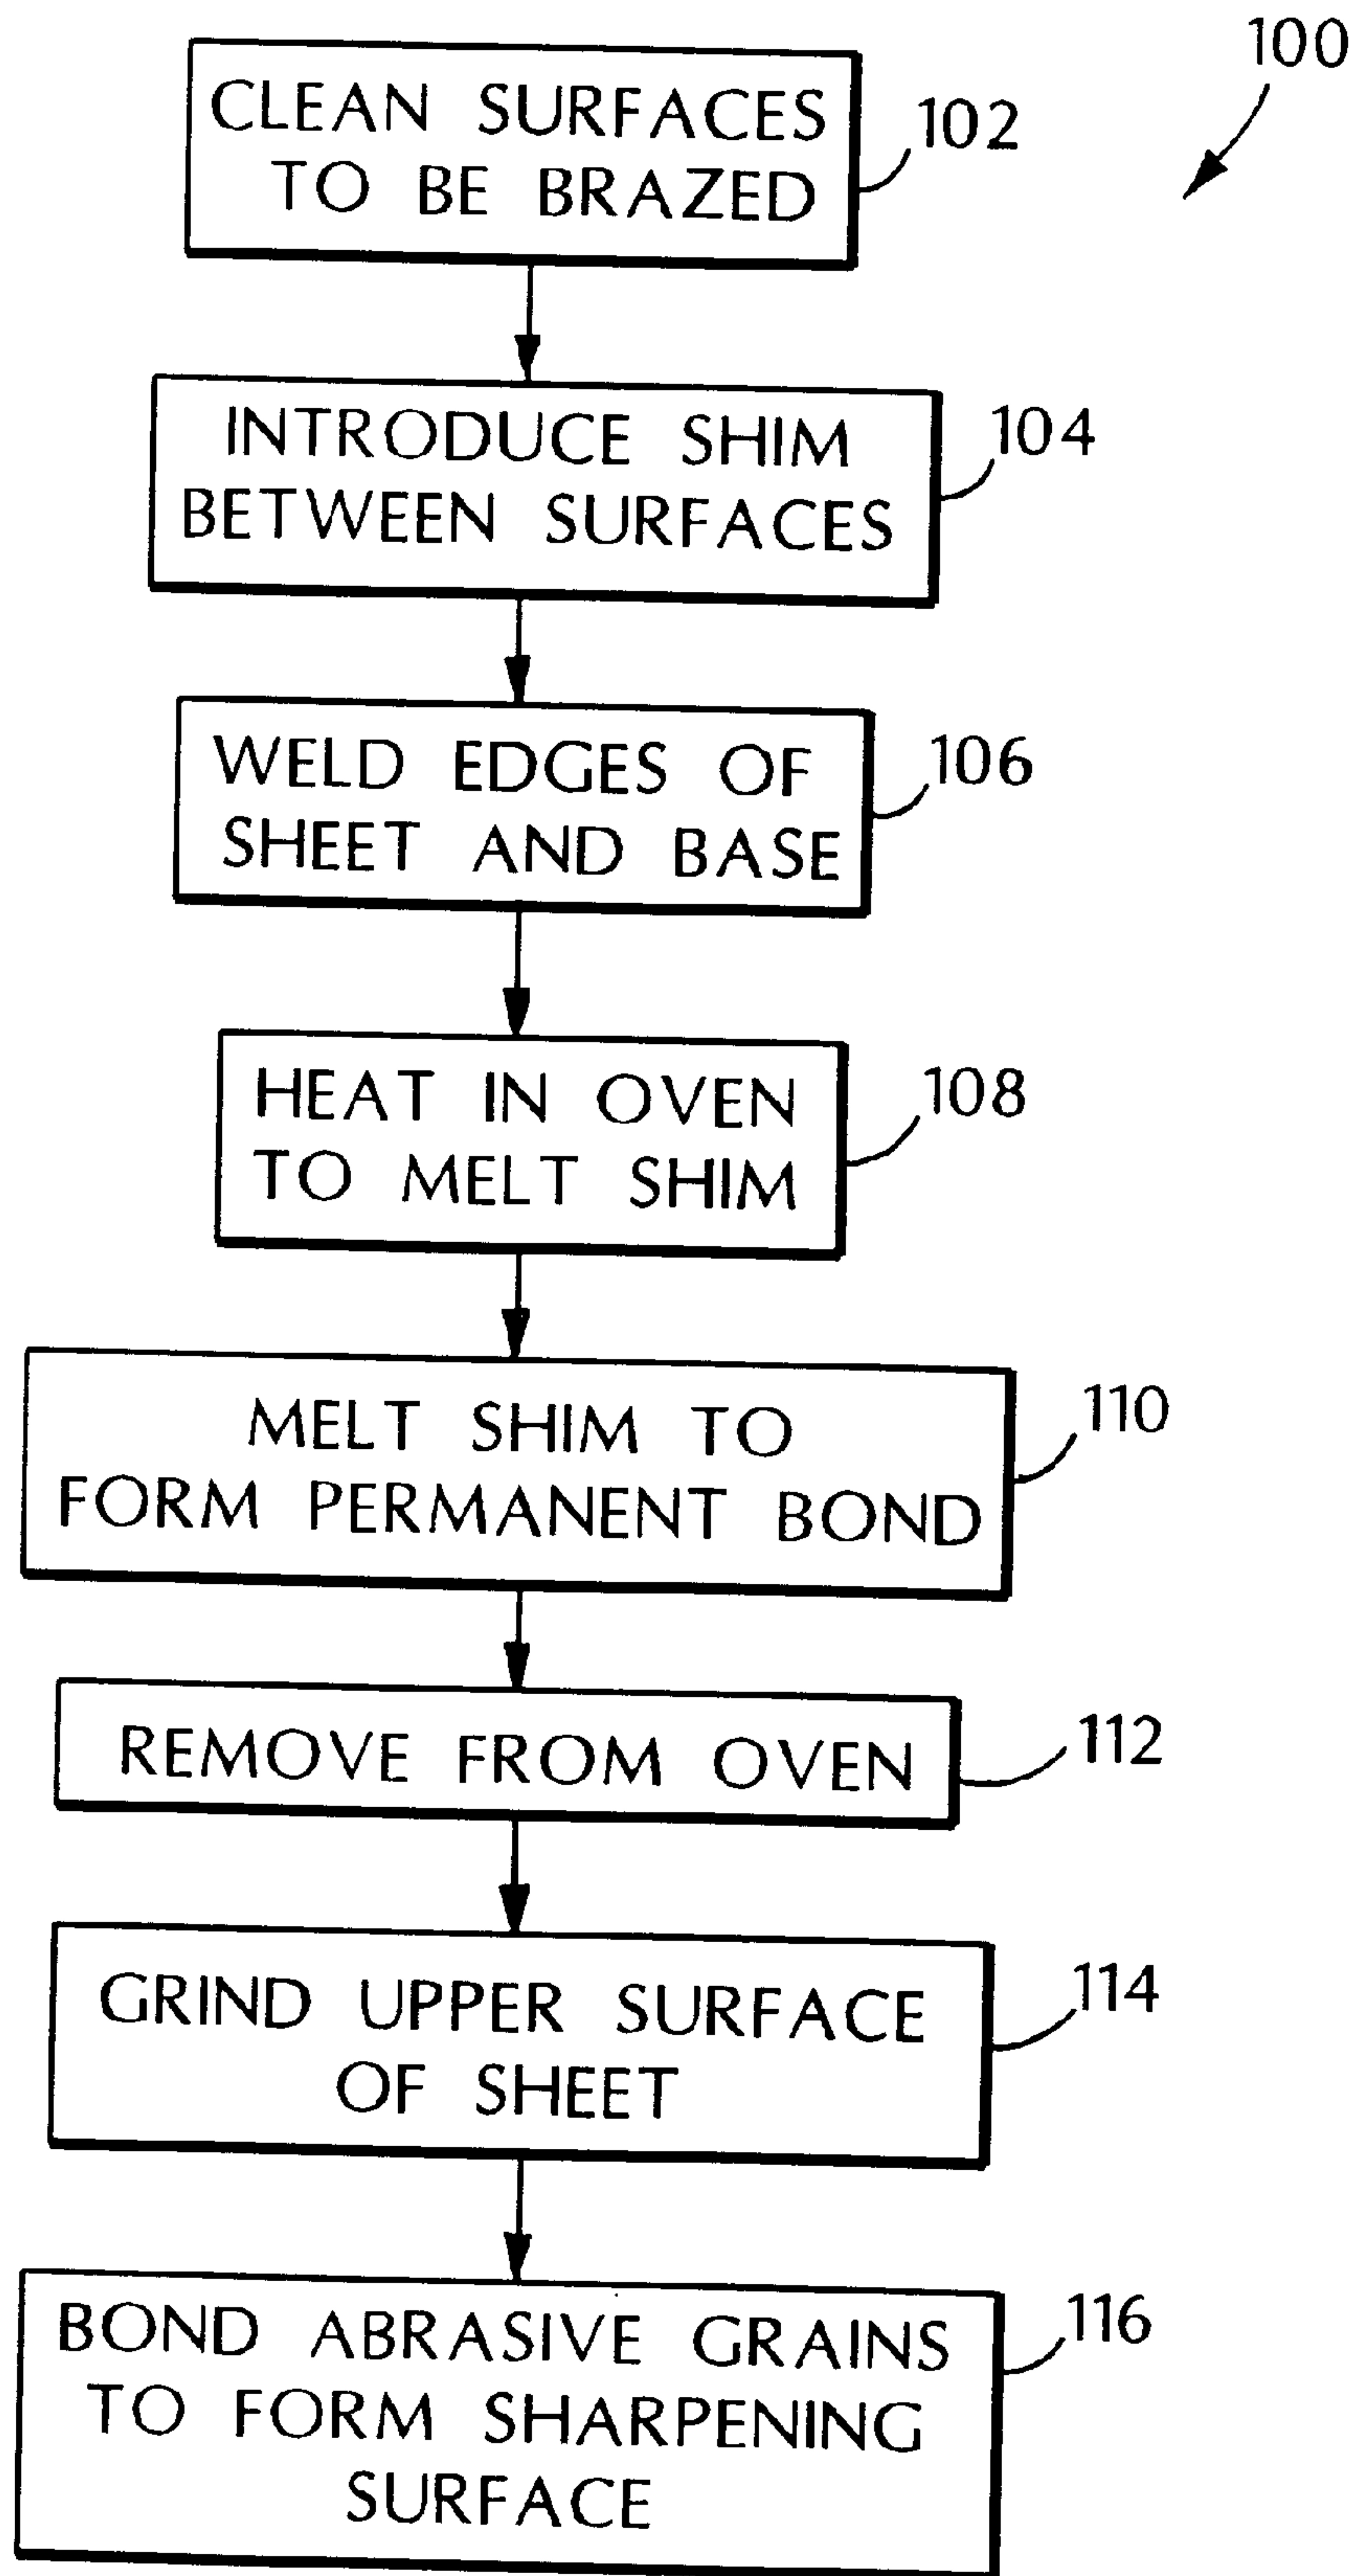 100
CLEAN SURFACES
TO BE BRAZED
102
INTRODUCE SHIM
BETWEEN SURFACES
104
WELD EDGES OF
SHEET AND BASE
106
HEAT IN OVEN
TO MELT SHIM
108
MELT SHIM TO
FORM PERMANENT BOND
110
REMOVE FROM OVEN
112
GRIND UPPER SURFACE
OF SHEET
114
BOND ABRASIVE GRAINS
TO FORM SHARPENING
SURFACE
116